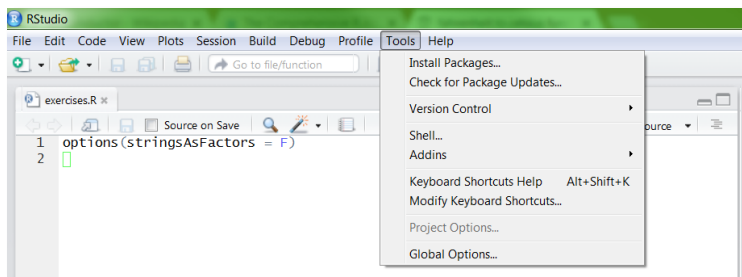 RStudio
File Edit Code View Plots Session Build Debug Profile Tools Help
Go to file/function
Install Packages...
Check for Package Updates...
Version Control
Shell...
Addins
Keyboard Shortcuts Help Alt+Shift+K
Modify Keyboard Shortcuts...
Project Options...
Global Options...
exercises.R
Source on Save
ource
1 options(stringsAsFactors = F)
2